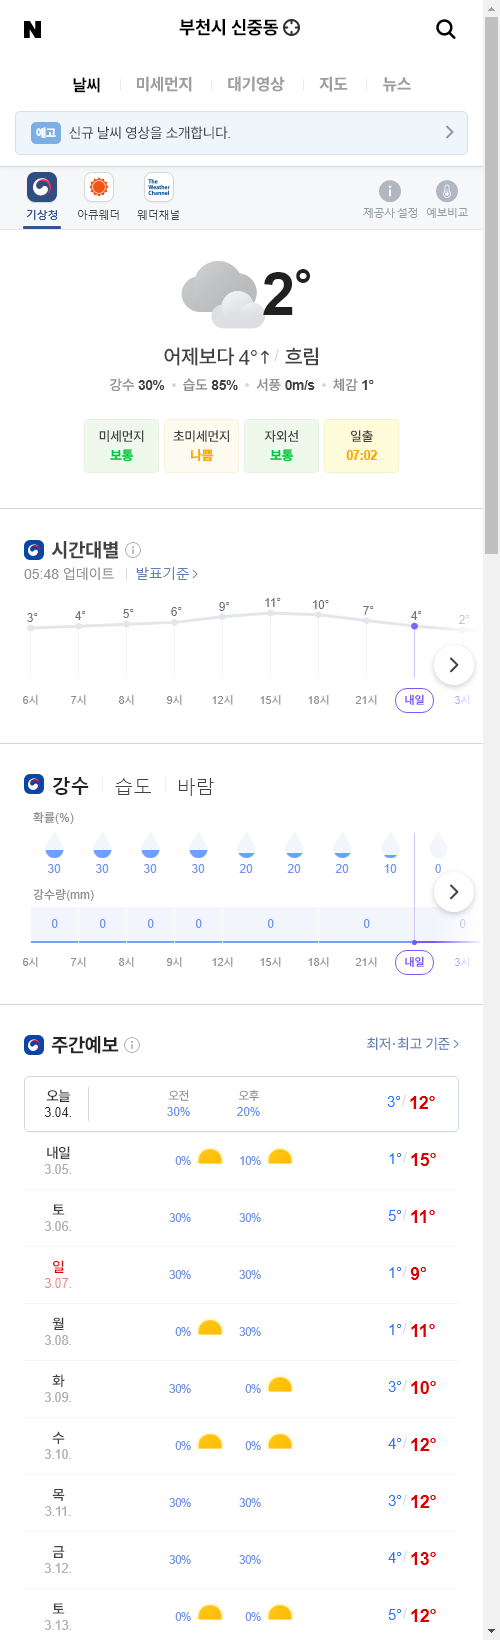 N
부천시 신중동
날씨 미세먼지 대기영상 지도 뉴스
예고 신규 날씨 영상을 소개합니다.
The Weather Channel
기상청 아큐웨더 웨더채널 제공사 설정 예보비교
2°
어제보다 4°↑ / 흐림
강수 30% • 습도 85% • 서풍 0m/s • 체감 1°
미세먼지 초미세먼지 자외선 일출
보통 나쁨 보통 07:02
시간대별
05:48 업데이트 발표기준 >
3° 4° 5° 6° 9° 11° 10° 7° 4° 2°
6시 7시 8시 9시 12시 15시 18시 21시 내일 3시
강수 습도 바람
확률(%)
30 30 30 30 20 20 20 10 0
강수량(mm)
0 0 0 0 0 0 0
6시 7시 8시 9시 12시 15시 18시 21시 내일 3시
주간예보 최저·최고 기준 >
오늘 오전 오후
3.04. 30% 20% 3°/ 12°
내일
3.05. 0% 10% 1°/ 15°
토
3.06. 30% 30% 5°/ 11°
일
3.07. 30% 30% 1°/ 9°
월
3.08. 0% 30% 1°/ 11°
화
3.09. 30% 0% 3°/ 10°
수
3.10. 0% 0% 4°/ 12°
목
3.11. 30% 30% 3°/ 12°
금
3.12. 30% 30% 4°/ 13°
토
3.13. 0% 0% 5°/ 12°